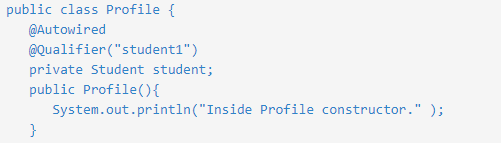 public class Profile {
@Autowired
@Qualifier("student1")
private Student student;
public Profile(){
System.out.println("Inside Profile constructor." );
}